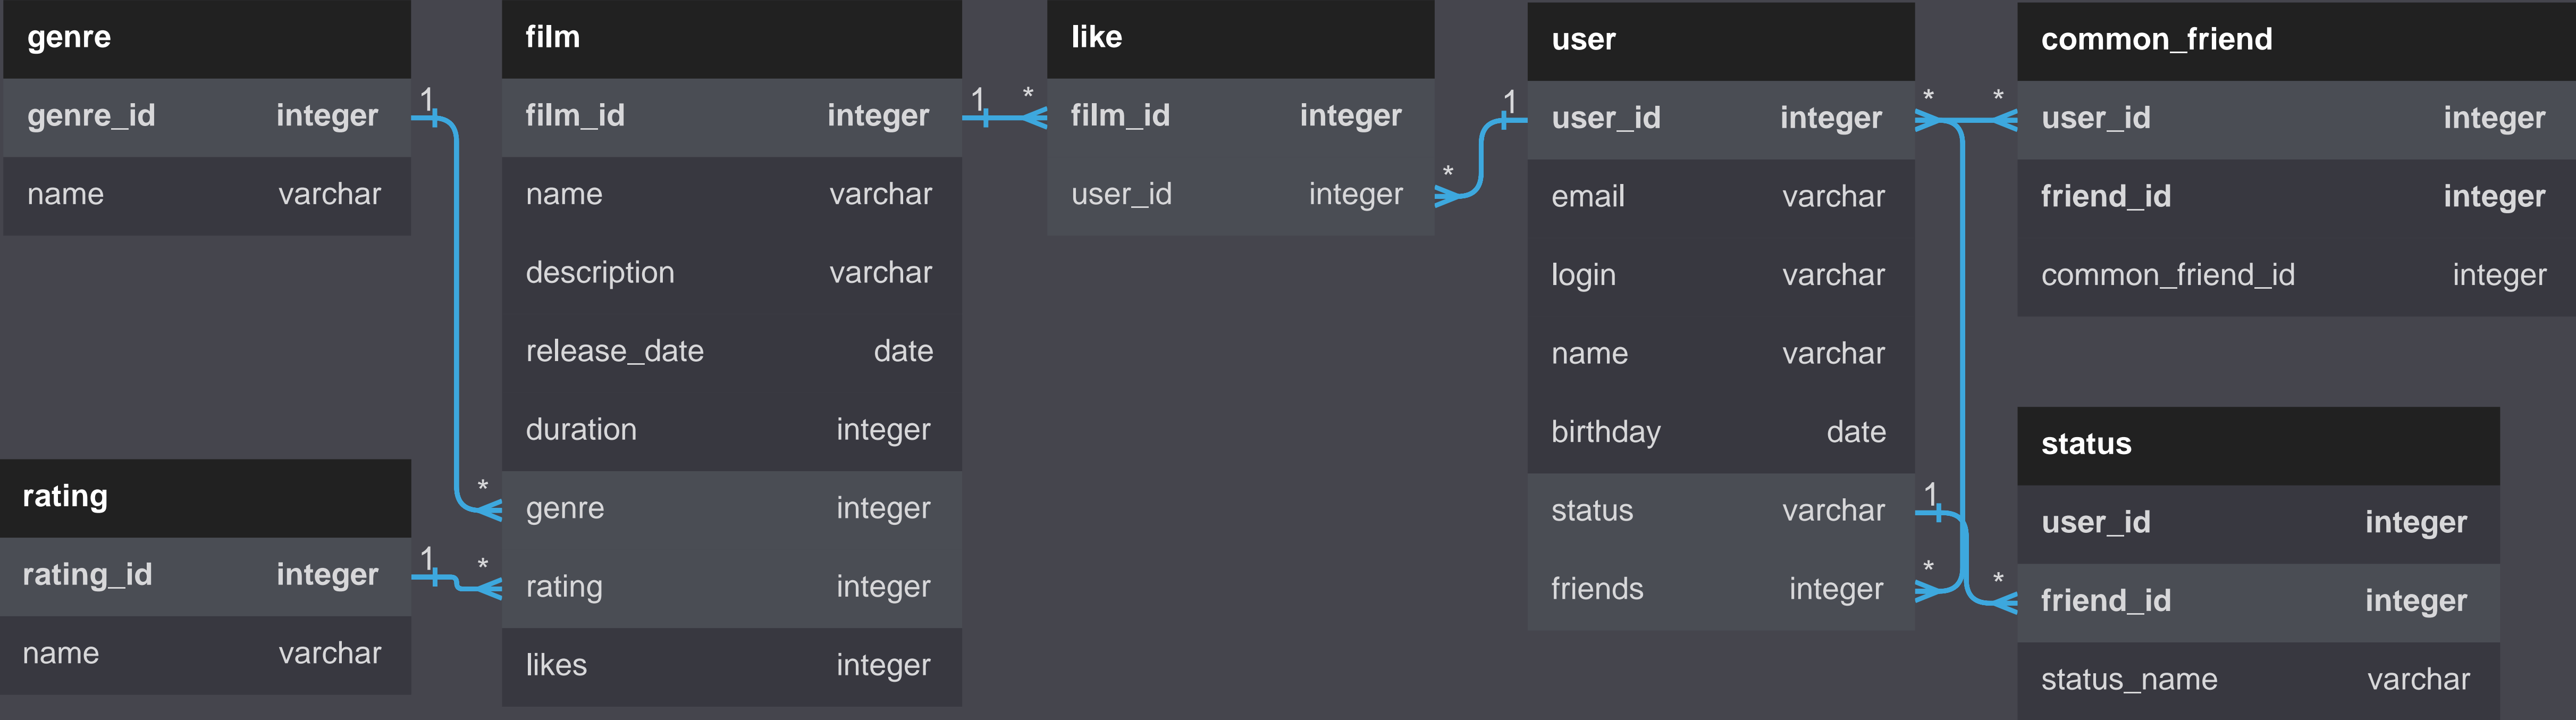 genre
genre_id integer
name varchar
rating
rating_id integer
name varchar
film
film_id integer
name varchar
description varchar
release_date date
duration integer
genre integer
rating integer
likes integer
like
film_id integer
user_id integer
user
user_id integer
email varchar
login varchar
name varchar
birthday date
status varchar
friends integer
common_friend
user_id integer
friend_id integer
common_friend_id integer
status
user_id integer
friend_id integer
status_name varchar
1
*
1
*
1
*
1
*
*
*
1
*
*